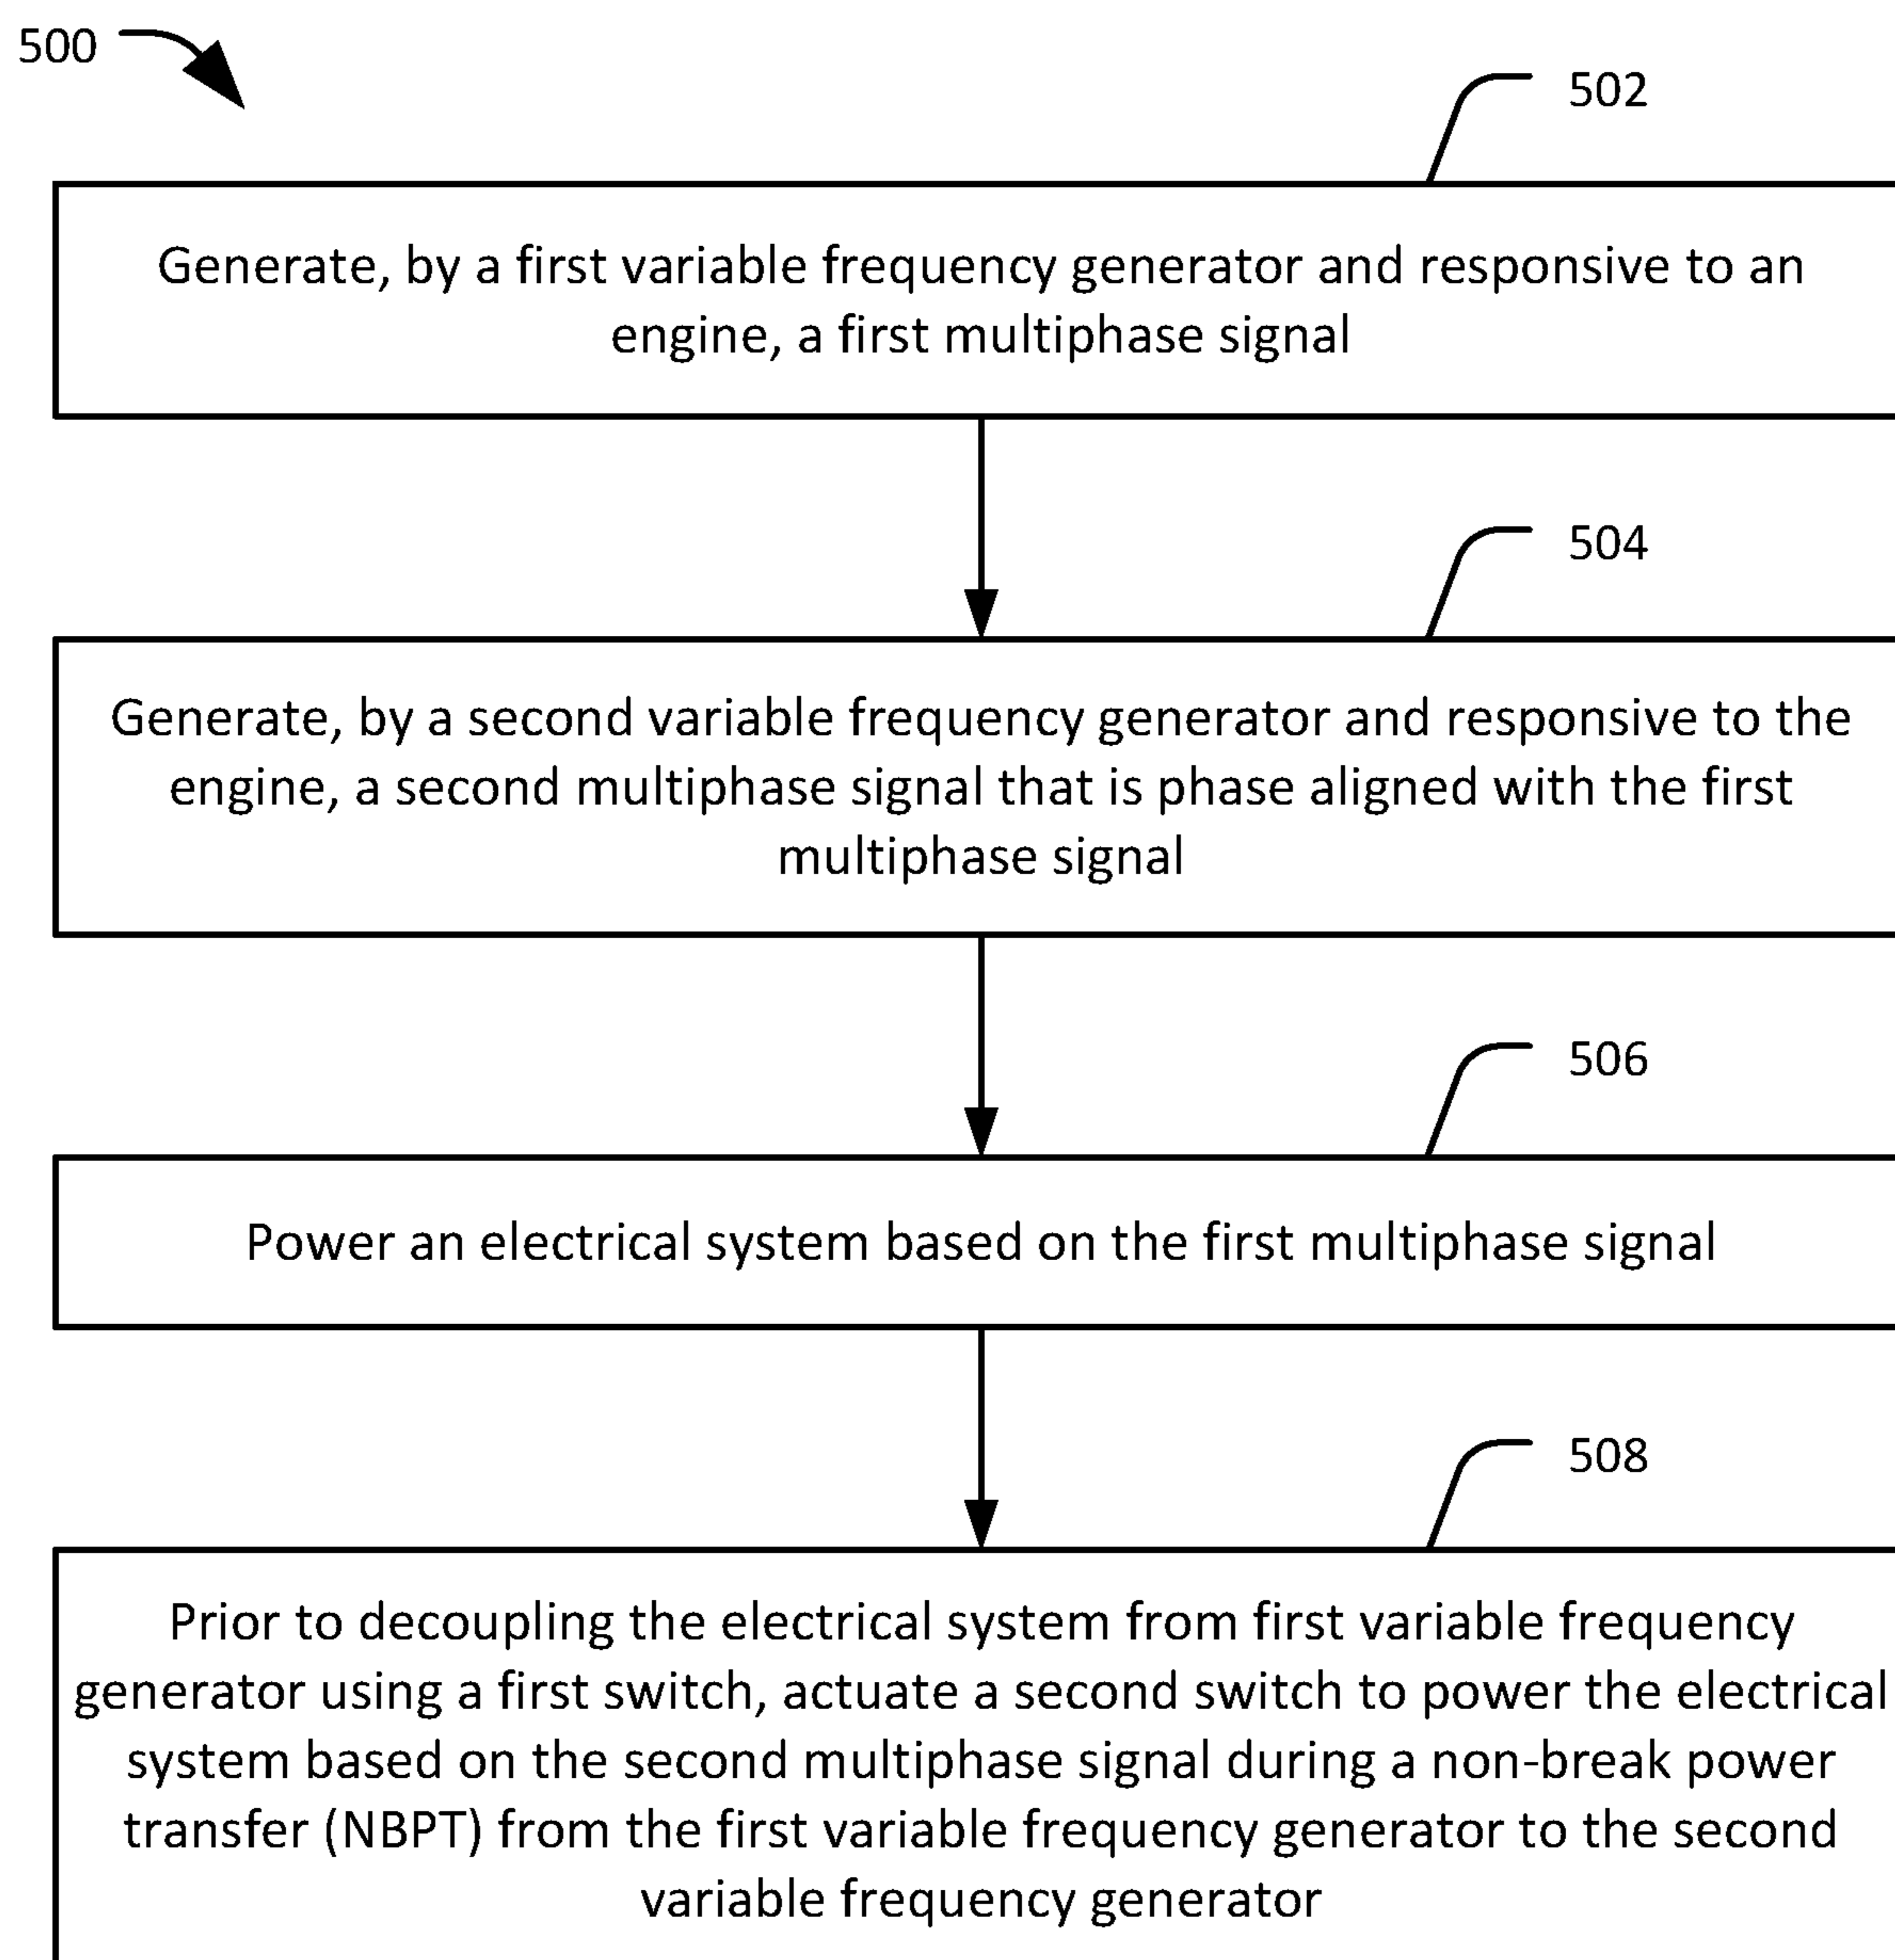 500
502
Generate, by a first variable frequency generator and responsive to an
engine, a first multiphase signal
504
Generate, by a second variable frequency generator and responsive to the
engine, a second multiphase signal that is phase aligned with the first
multiphase signal
506
Power an electrical system based on the first multiphase signal
508
Prior to decoupling the electrical system from first variable frequency
generator using a first switch, actuate a second switch to power the electrical
system based on the second multiphase signal during a non-break power
transfer (NBPT) from the first variable frequency generator to the second
variable frequency generator